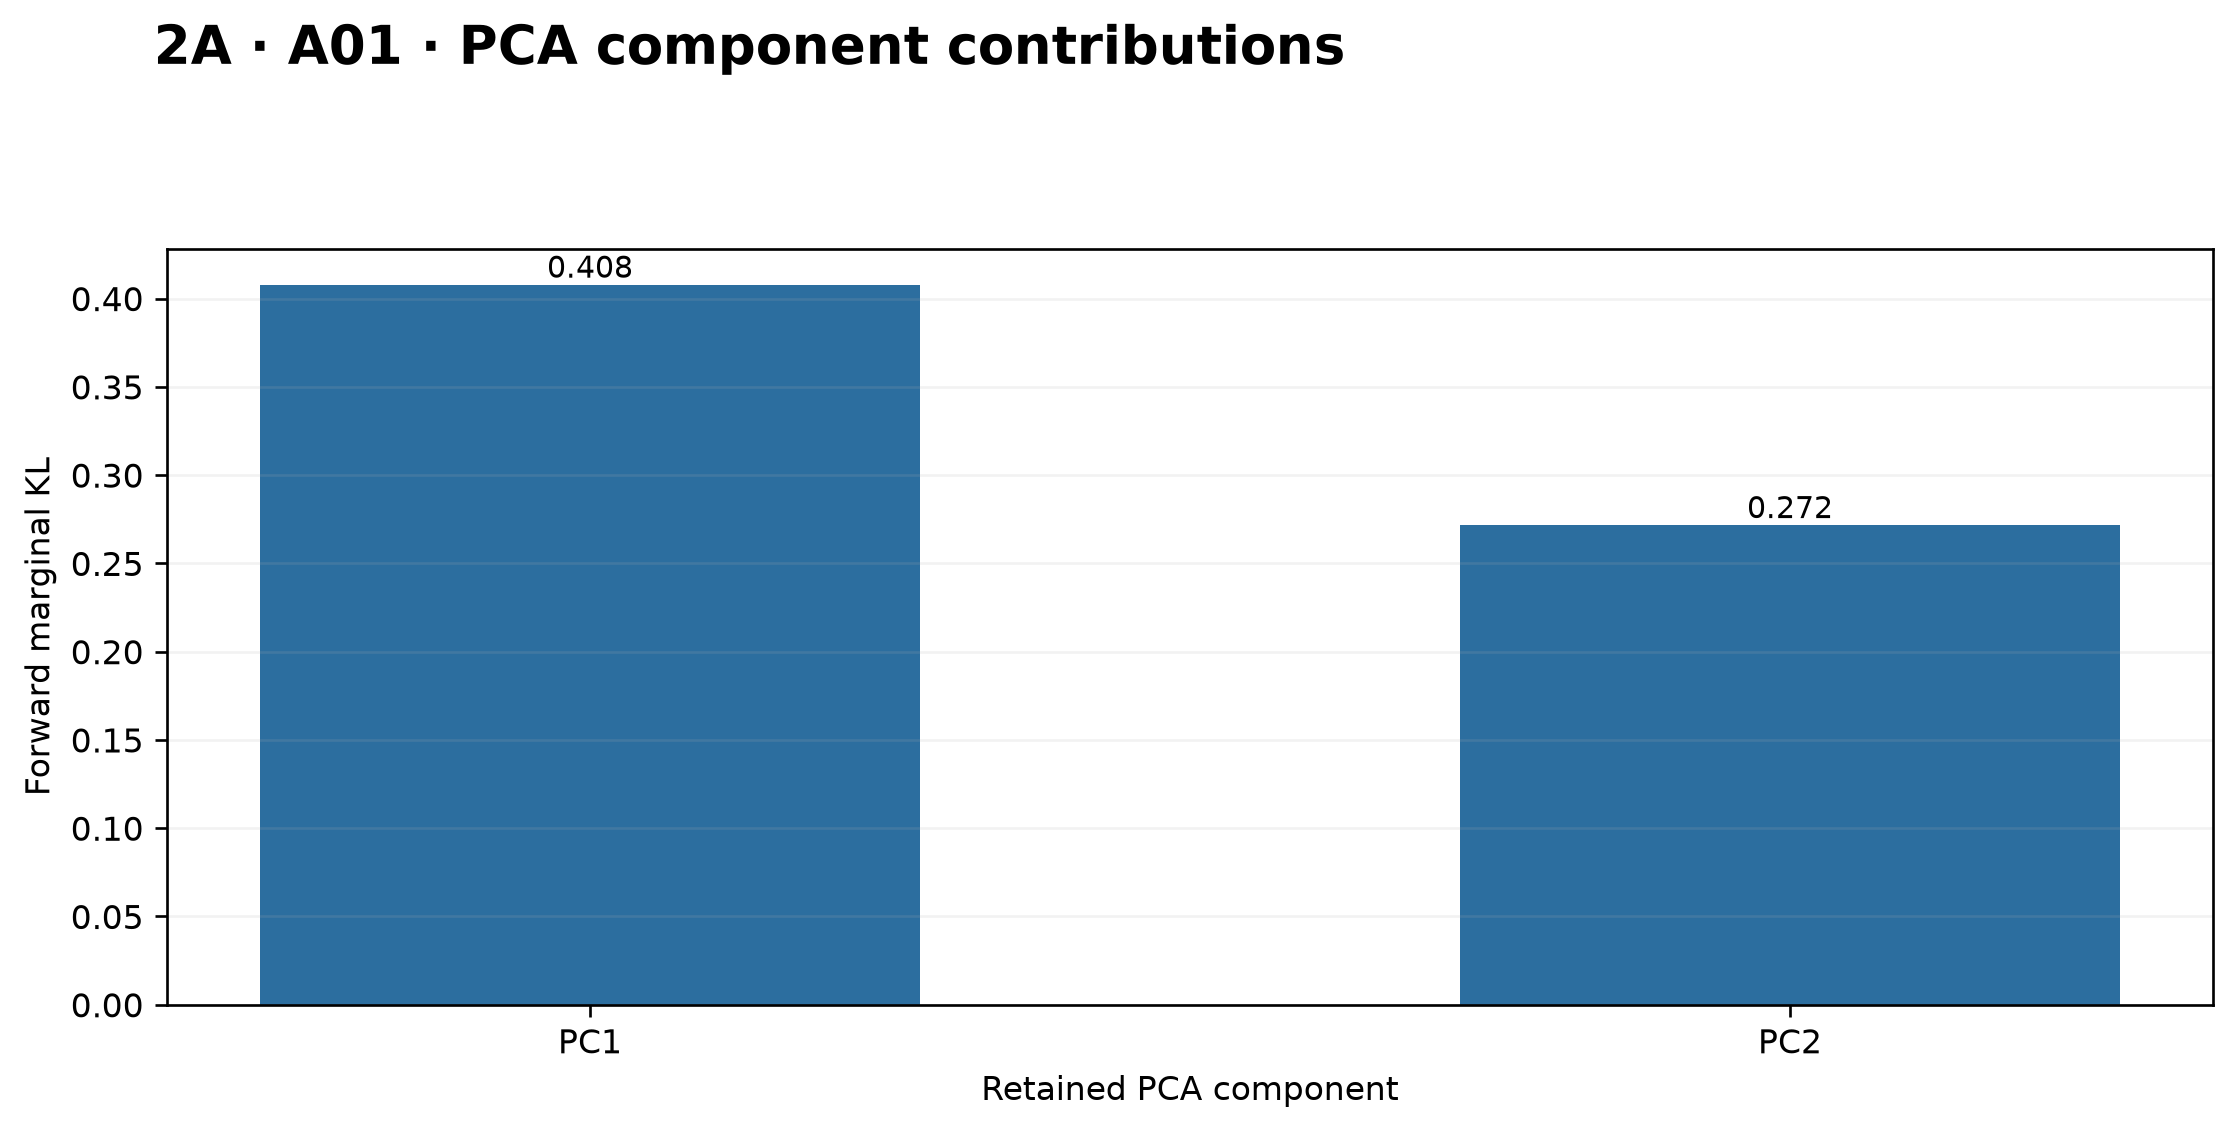 2A · A01 · PCA component contributions
0.408
0.272
0.40
0.35
0.30
0.25
0.20
0.15
0.10
0.05
0.00
Forward marginal KL
PC1
PC2
Retained PCA component